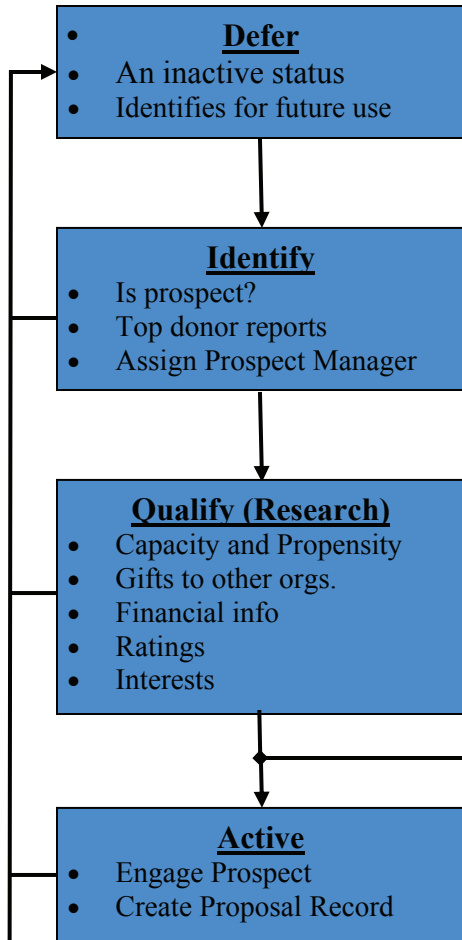 • Defer
• An inactive status
• Identifies for future use
Identify
• Is prospect?
• Top donor reports
• Assign Prospect Manager
Qualify (Research)
• Capacity and Propensity
• Gifts to other orgs.
• Financial info
• Ratings
• Interests
Active
• Engage Prospect
• Create Proposal Record